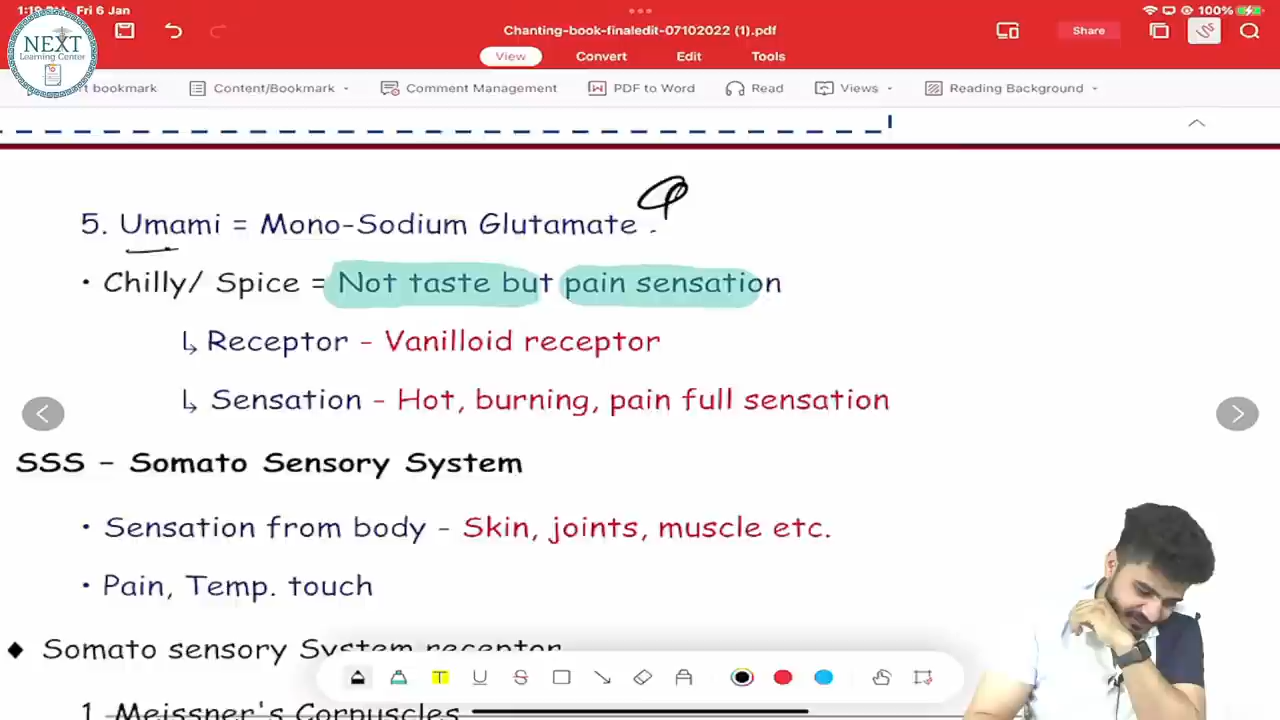 1:19 PM Fri 6 Jan
100%
NEXT
Learning Center
Chanting-book-finaledit-07102022 (1).pdf
Share
View Convert Edit Tools
bookmark Content/Bookmark Comment Management PDF to Word Read Views Reading Background
5. Umami = Mono-Sodium Glutamate
• Chilly/ Spice = Not taste but pain sensation
↳ Receptor - Vanilloid receptor
↳ Sensation - Hot, burning, pain full sensation
SSS - Somato Sensory System
• Sensation from body - Skin, joints, muscle etc.
• Pain, Temp. touch
◆ Somato sensory System receptor
1. Meissner's Corpuscles